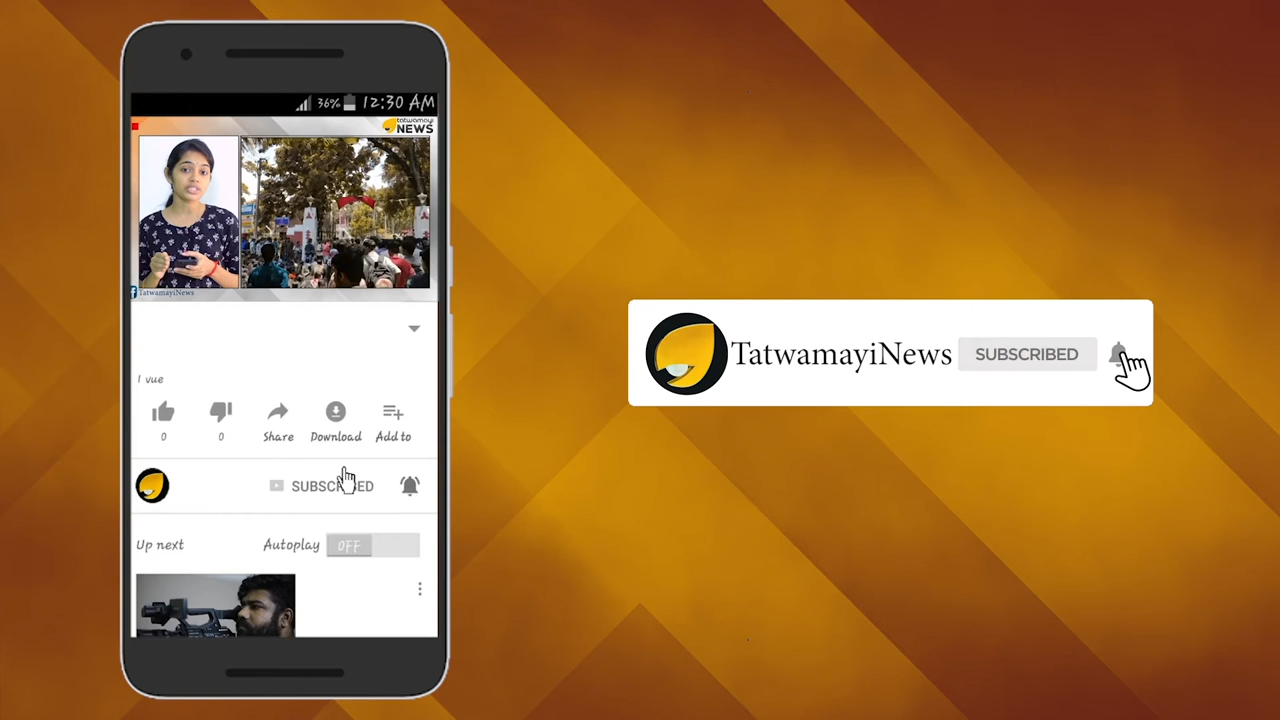 36% 12:30 AM
tatwamayi
NEWS
TatwamayiNews
1 vue
0 0 Share Download Add to
SUBSCRIBED
Up next Autoplay OFF
TatwamayiNews SUBSCRIBED